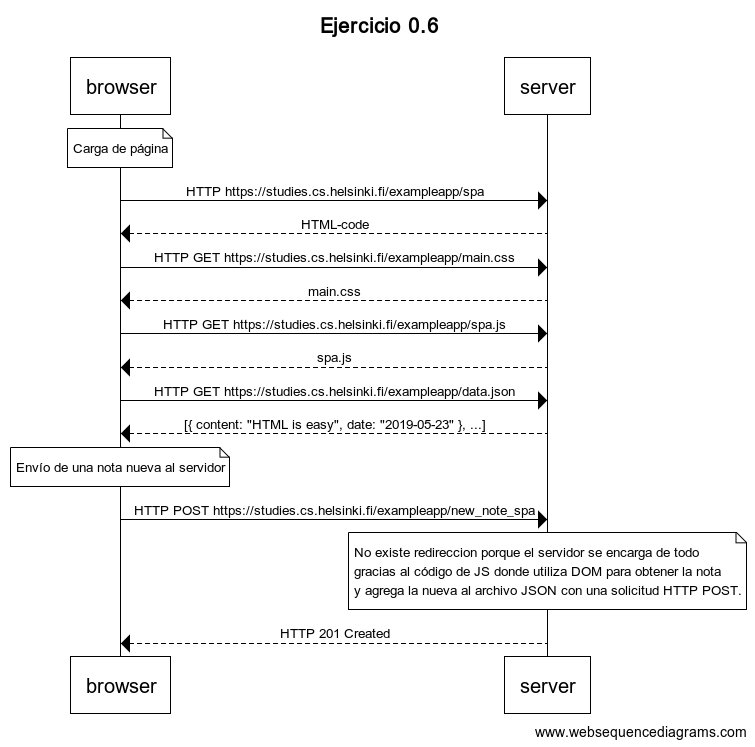 Ejercicio 0.6
browser
server
Carga de página
HTTP https://studies.cs.helsinki.fi/exampleapp/spa
HTML-code
HTTP GET https://studies.cs.helsinki.fi/exampleapp/main.css
main.css
HTTP GET https://studies.cs.helsinki.fi/exampleapp/spa.js
spa.js
HTTP GET https://studies.cs.helsinki.fi/exampleapp/data.json
[{ content: "HTML is easy", date: "2019-05-23" }, ...]
Envío de una nota nueva al servidor
HTTP POST https://studies.cs.helsinki.fi/exampleapp/new_note_spa
No existe redireccion porque el servidor se encarga de todo
gracias al código de JS donde utiliza DOM para obtener la nota
y agrega la nueva al archivo JSON con una solicitud HTTP POST.
HTTP 201 Created
browser
server
www.websequencediagrams.com